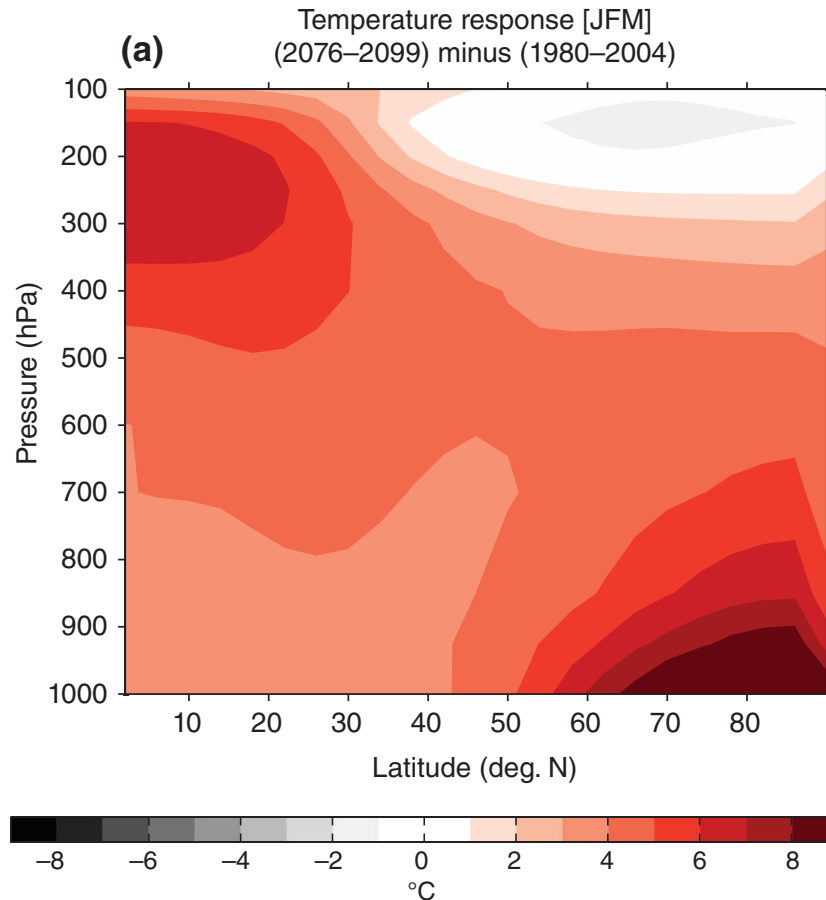 Temperature response [JFM]
(a) (2076–2099) minus (1980–2004)
100
200
300
400
500
600
700
800
900
1000
Pressure (hPa)
10 20 30 40 50 60 70 80
Latitude (deg. N)
–8 –6 –4 –2 0 2 4 6 8
°C